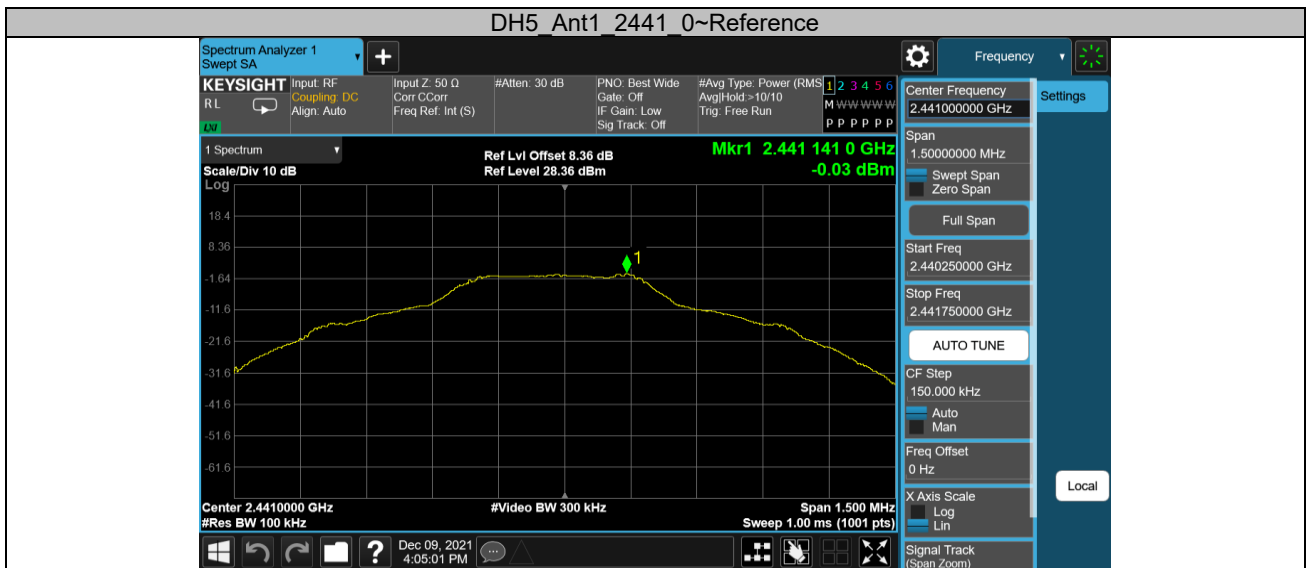 DH5_Ant1_2441_0~Reference
Spectrum Analyzer 1
Swept SA
Frequency
KEYSIGHT
RL
LXI
Input: RF
Coupling: DC
Align: Auto
Input Z: 50 Ω
Corr CCorr
Freq Ref: Int (S)
#Atten: 30 dB
PNO: Best Wide
Gate: Off
IF Gain: Low
Sig Track: Off
#Avg Type: Power (RMS
Avg|Hold:>10/10
Trig: Free Run
1 2 3 4 5 6
M W W W W W
P P P P P P
1 Spectrum
Scale/Div 10 dB
Log
Ref Lvl Offset 8.36 dB
Ref Level 28.36 dBm
Mkr1 2.441 141 0 GHz
-0.03 dBm
18.4
8.36
-1.64
-11.6
-21.6
-31.6
-41.6
-51.6
-61.6
1
Center 2.4410000 GHz
#Res BW 100 kHz
#Video BW 300 kHz
Span 1.500 MHz
Sweep 1.00 ms (1001 pts)
Center Frequency
2.441000000 GHz
Settings
Span
1.50000000 MHz
Swept Span
Zero Span
Full Span
Start Freq
2.440250000 GHz
Stop Freq
2.441750000 GHz
AUTO TUNE
CF Step
150.000 kHz
Auto
Man
Freq Offset
0 Hz
X Axis Scale
Log
Lin
Local
Signal Track
(Span Zoom)
?
Dec 09, 2021
4:05:01 PM